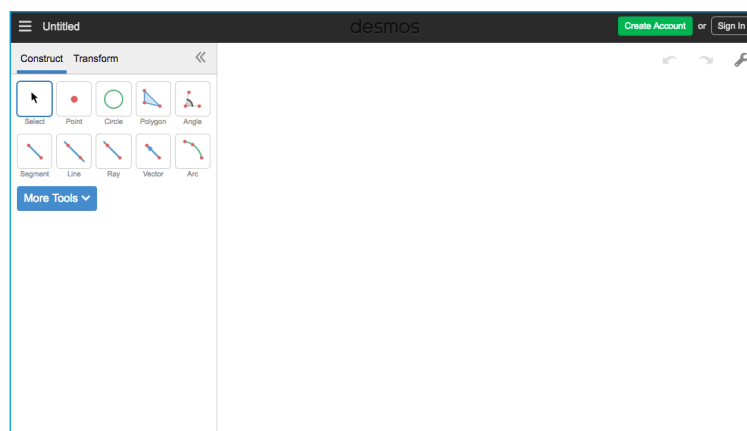 Untitled
desmos
Create Account or Sign In
Construct Transform
Select Point Circle Polygon Angle
Segment Line Ray Vector Arc
More Tools